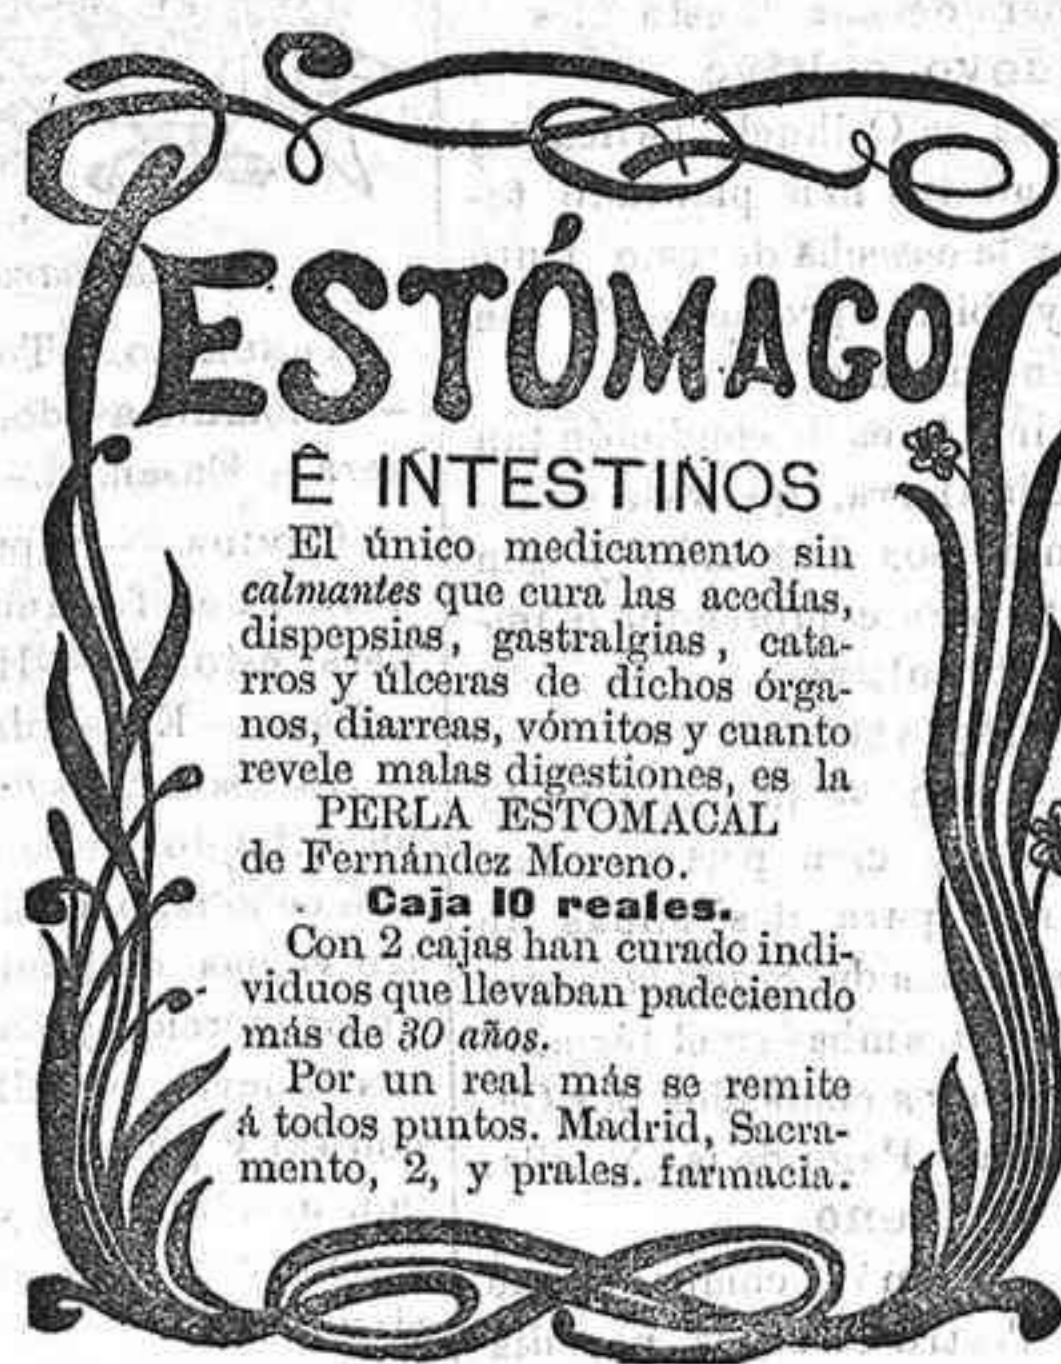 ESTÓMAGO
Ê INTESTINOS
El único medicamento sin
calmantes que cura las acedías,
dispepsias, gastralgias, cata-
rros y úlceras de dichos órga-
nos, diarreas, vómitos y cuanto
revele malas digestiones, es la
PERLA ESTOMACAL
de Fernández Moreno.
Caja 10 reales.
Con 2 cajas han curado indi-
viduos que llevaban padeciendo
más de 30 años.
Por un real más se remite
á todos puntos. Madrid, Sacra-
mento, 2, y prales. farmacia.